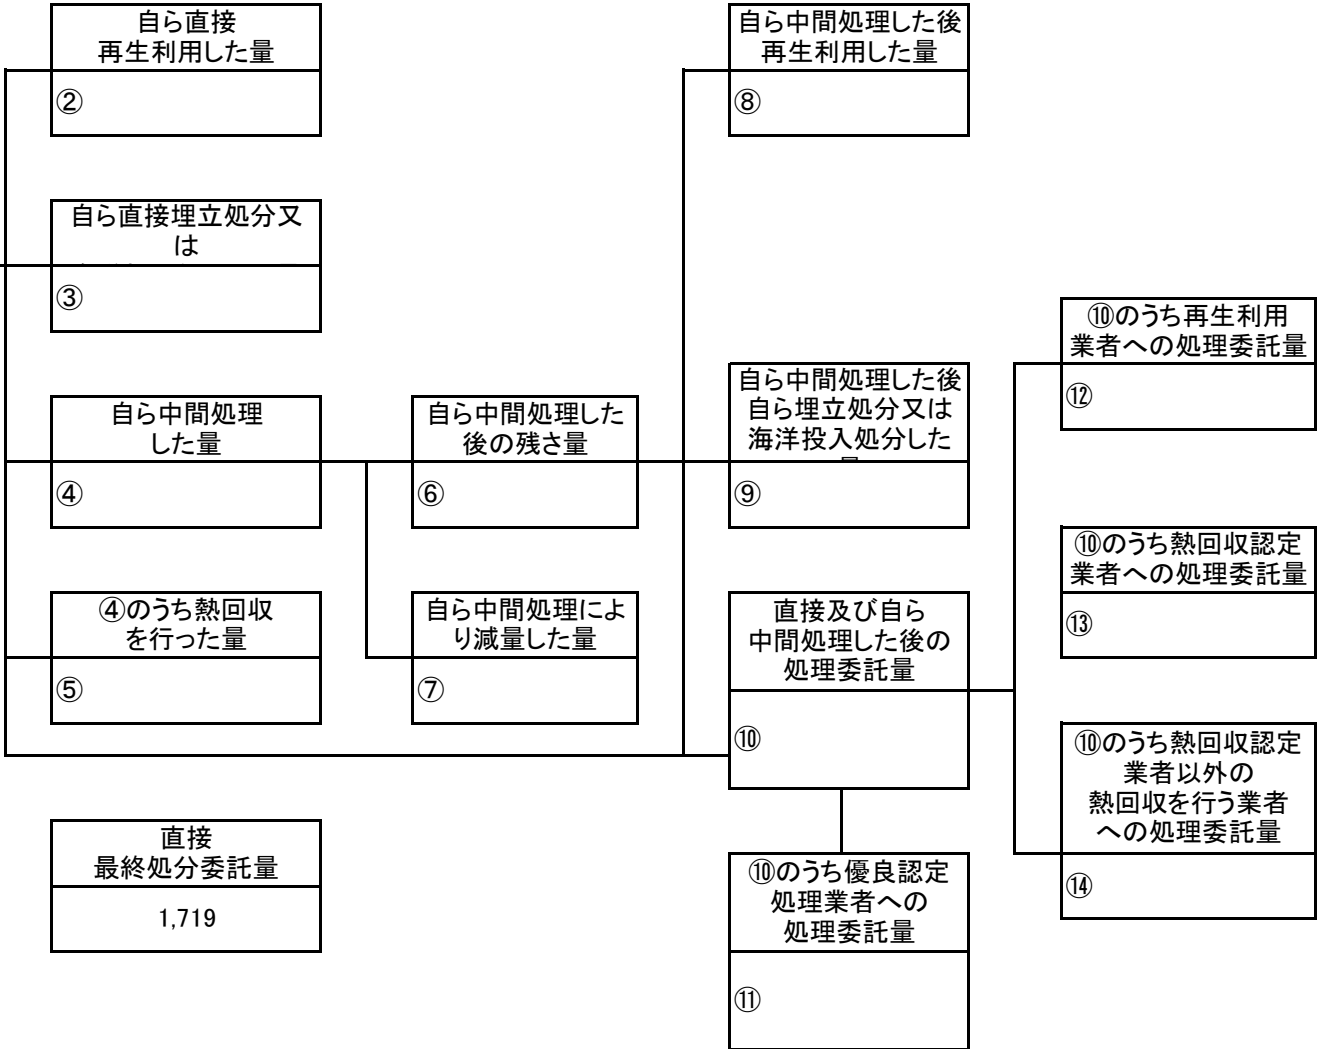 自ら直接
再生利用した量
②
自ら中間処理した後
再生利用した量
⑧
自ら直接埋立処分又
は
③
⑩のうち再生利用
業者への処理委託量
⑫
自ら中間処理
した量
④
自ら中間処理した
後の残さ量
⑥
自ら中間処理した後
自ら埋立処分又は
海洋投入処分した
⑨
⑩のうち熱回収認定
業者への処理委託量
⑬
④のうち熱回収
を行った量
⑤
自ら中間処理によ
り減量した量
⑦
直接及び自ら
中間処理した後の
処理委託量
⑩
⑩のうち熱回収認定
業者以外の
熱回収を行う業者
への処理委託量
⑭
直接
最終処分委託量
1,719
⑩のうち優良認定
処理業者への
処理委託量
⑪